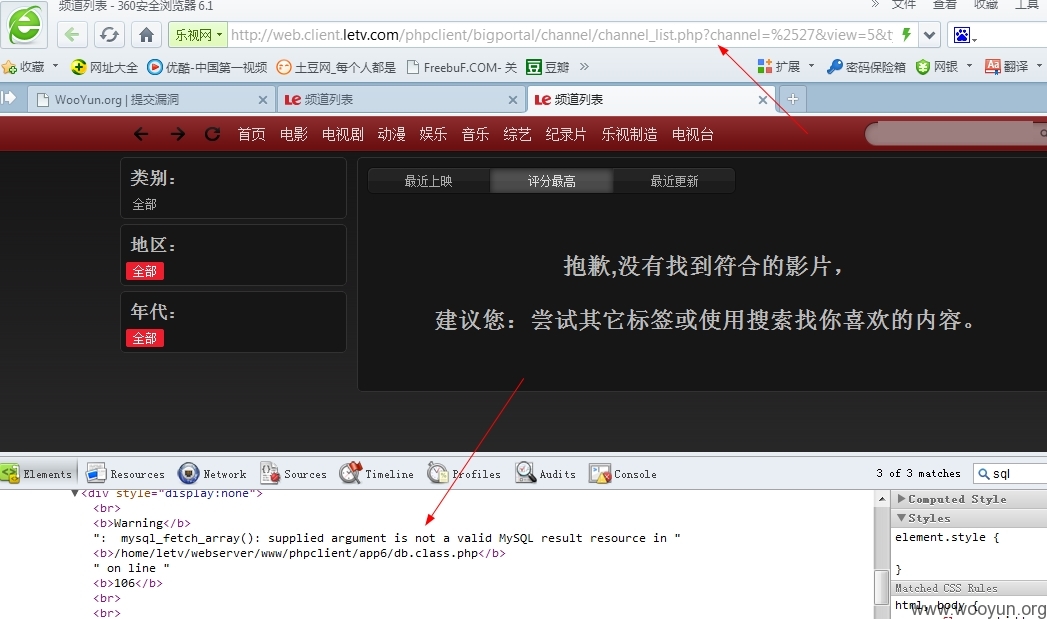 频道列表 - 360安全浏览器 6.1
» 文件 查看 收藏 工具
乐视网 http://web.client.letv.com/phpclient/bigportal/channel/channel_list.php?channel=%2527&view=5&t
收藏 网址大全 优酷-中国第一视频 土豆网_每个人都是 FreebuF.COM- 关 豆瓣 » 扩展 密码保险箱 网银 翻译
WooYun.org | 提交漏洞 频道列表 频道列表
首页 电影 电视剧 动漫 娱乐 音乐 综艺 纪录片 乐视制造 电视台
类别：
全部
地区：
全部
年代：
全部
最近上映 评分最高 最近更新
抱歉,没有找到符合的影片，
建议您：尝试其它标签或使用搜索找你喜欢的内容。
Elements Resources Network Sources Timeline Profiles Audits Console 3 of 3 matches sql
<div style="display:none">
<br>
<b>Warning</b>
":  mysql_fetch_array(): supplied argument is not a valid MySQL result resource in "
<b>/home/letv/webserver/www/phpclient/app6/db.class.php</b>
" on line "
<b>106</b>
<br>
<br>
Computed Style
Styles
element.style {
}
Matched CSS Rules
html, body {
www.wooyun.org